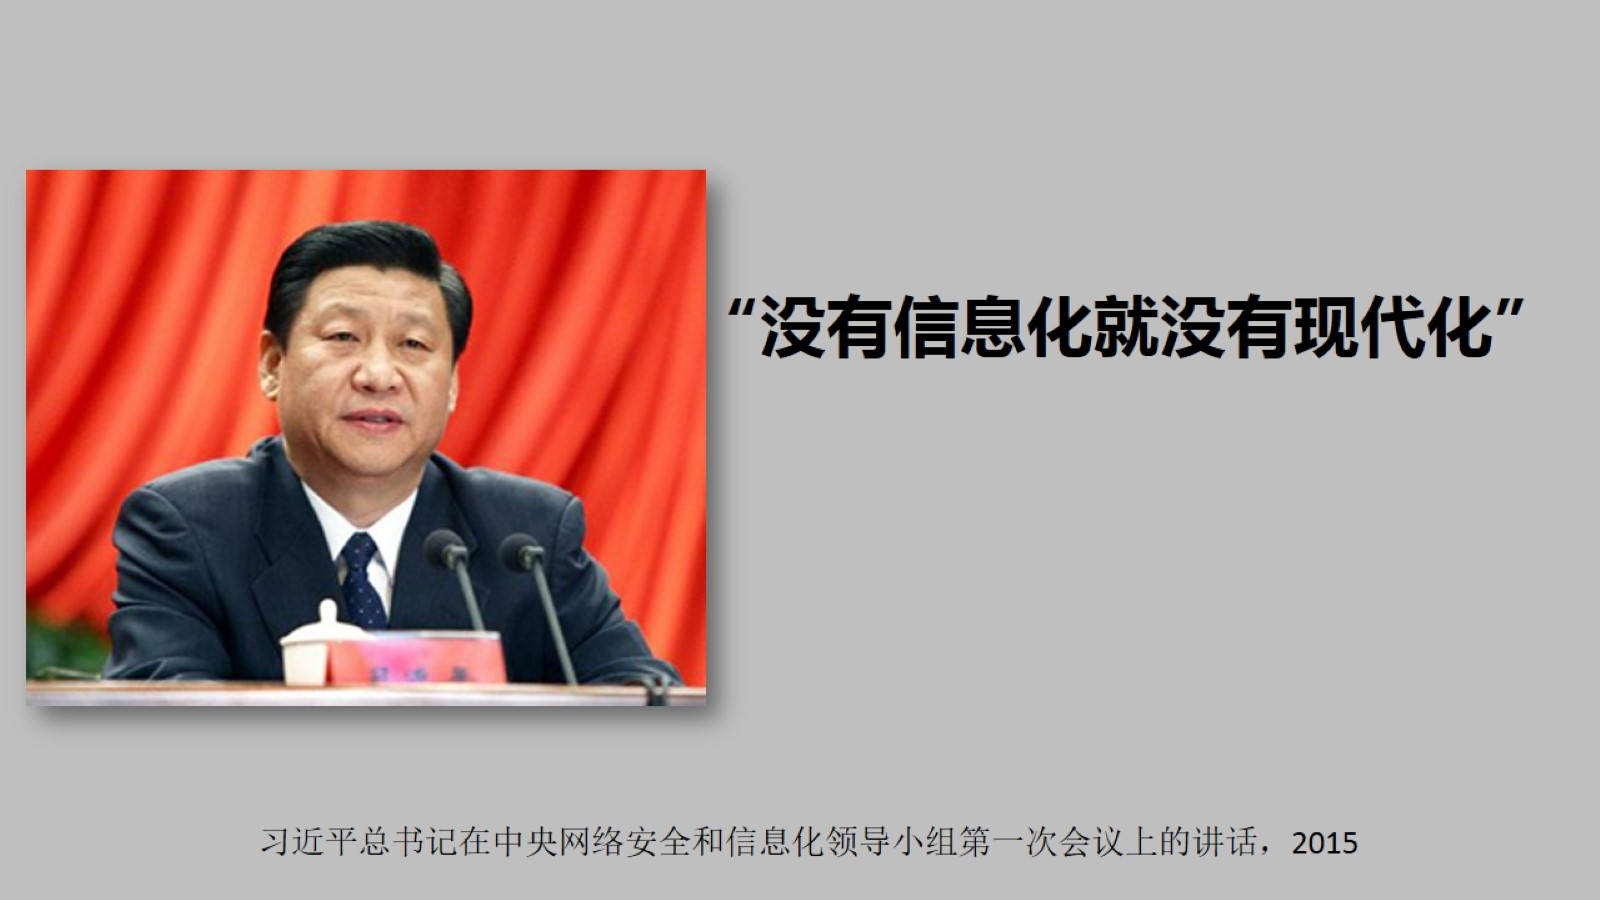 “没有信息化就没有现代化”
习近平总书记在中央网络安全和信息化领导小组第一次会议上的讲话，2015